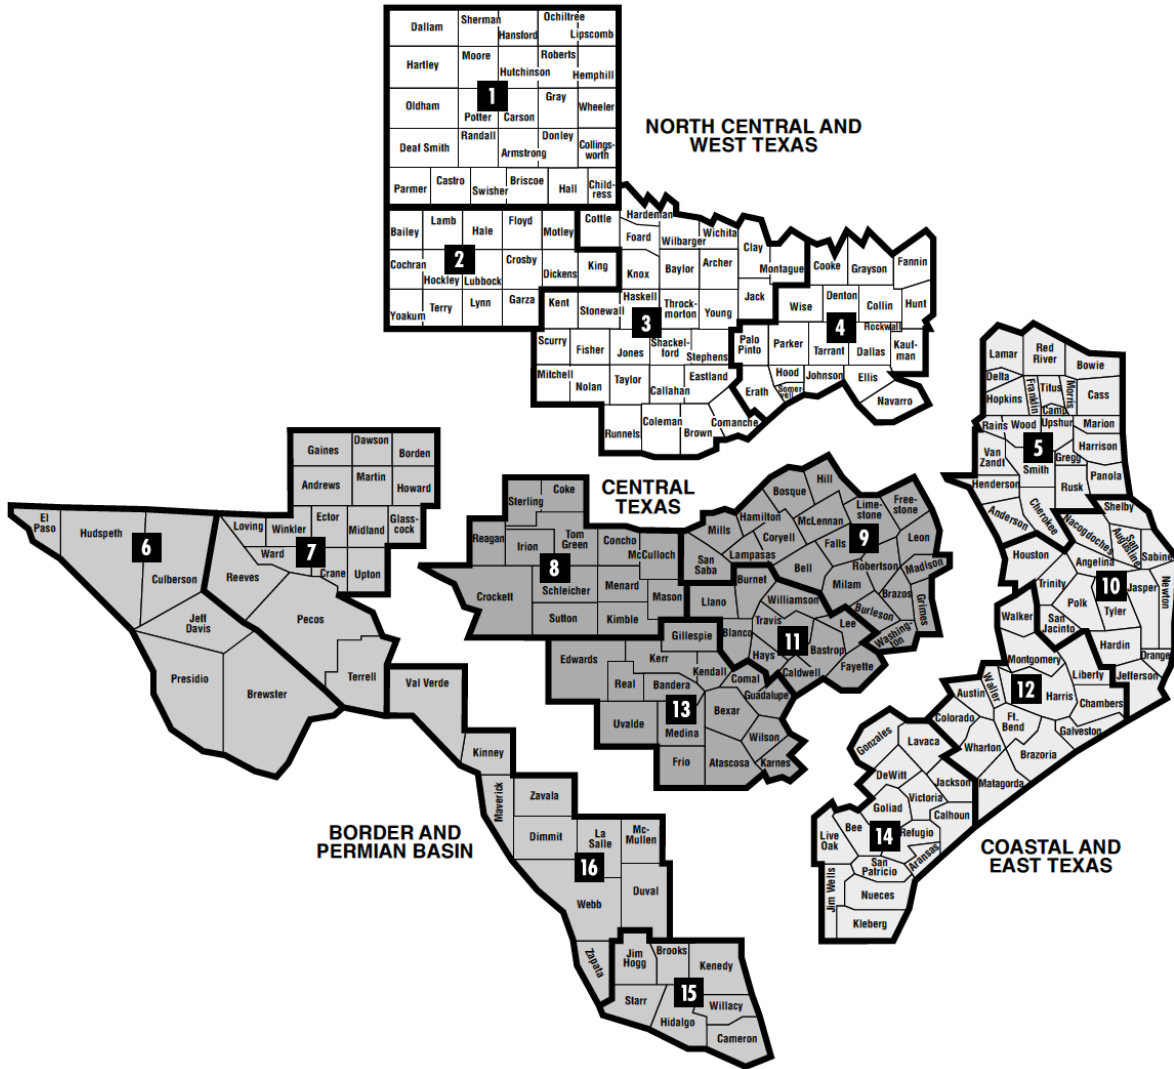 NORTH CENTRAL AND
WEST TEXAS
Dallam
Sherman
Hansford
Ochiltree
Lipscomb
Hartley
Moore
Hutchinson
Roberts
Hemphill
1
Oldham
Potter
Carson
Gray
Wheeler
Deaf Smith
Randall
Armstrong
Donley
Collings-
worth
Parmer
Castro
Swisher
Briscoe
Hall
Child-
ress
Bailey
Lamb
Hale
Floyd
Motley
2
Cochran
Hockley
Lubbock
Crosby
Dickens
Yoakum
Terry
Lynn
Garza
Cottle
Hardeman
Foard
Wilbarger
Wichita
Clay
Montague
King
Knox
Baylor
Archer
Jack
Kent
Stonewall
Haskell
Throck-
morton
Young
3
Scurry
Fisher
Jones
Shackel-
ford
Stephens
Mitchell
Nolan
Taylor
Callahan
Eastland
Runnels
Coleman
Brown
Comanche
Cooke
Grayson
Fannin
Wise
Denton
Collin
Hunt
4
Rockwall
Palo
Pinto
Parker
Tarrant
Dallas
Kauf-
man
Erath
Hood
Somer-
vell
Johnson
Ellis
Navarro
Lamar
Red
River
Bowie
Delta
Hopkins
Franklin
Titus
Morris
Cass
Camp
Rains
Wood
Upshur
Marion
5
Harrison
Van
Zandt
Smith
Gregg
Panola
Henderson
Rusk
Anderson
Cherokee
Shelby
Nacogdoches
San
Augustine
Sabine
Houston
Angelina
10
Trinity
Jasper
Newton
Polk
Tyler
Walker
San
Jacinto
Hardin
Orange
Montgomery
Liberty
Jefferson
12
Waller
Harris
Chambers
Austin
Ft.
Bend
Galveston
Colorado
Wharton
Brazoria
Matagorda
Gonzales
Lavaca
DeWitt
Jackson
Goliad
Victoria
Calhoun
14
Live
Oak
Bee
Refugio
Aransas
San
Patricio
Jim Wells
Nueces
Kleberg
COASTAL AND
EAST TEXAS
CENTRAL
TEXAS
Sterling
Coke
Reagan
Irion
Tom
Green
Concho
McCulloch
8
Crockett
Schleicher
Menard
Mason
Sutton
Kimble
Bosque
Hill
Hamilton
McLennan
Lime-
stone
Free-
stone
Mills
Coryell
Falls
9
Leon
San
Saba
Lampasas
Bell
Robertson
Madison
Milam
Brazos
Burleson
Grimes
Washing-
ton
Burnet
Llano
Williamson
Travis
Lee
Blanco
11
Hays
Bastrop
Caldwell
Fayette
Gillespie
Edwards
Kerr
Kendall
Comal
Real
Bandera
Guadalupe
13
Uvalde
Medina
Bexar
Wilson
Frio
Atascosa
Karnes
Gaines
Dawson
Borden
Andrews
Martin
Howard
Loving
Winkler
Ector
Midland
Glass-
cock
7
Ward
Crane
Upton
Reeves
Pecos
Terrell
El
Paso
Hudspeth
6
Culberson
Jeff
Davis
Presidio
Brewster
BORDER AND
PERMIAN BASIN
Val Verde
Kinney
Maverick
Zavala
Dimmit
La
Salle
Mc-
Mullen
16
Webb
Duval
Zapata
Jim
Hogg
Brooks
Kenedy
15
Starr
Willacy
Hidalgo
Cameron